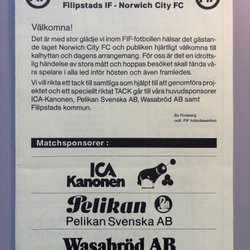 Filipstads IF - Norwich City FC
Välkomna!
Det är med stor glädje vi inom FIF-fotbollen hälsar det gästan-
de laget Norwich City FC och publiken hjärtligt välkomna till
kalhyttan och dagens arrangemang. För oss är det en idrotts-
lig händelse av stora mått och hoppas besöket skall tända vå-
ra spelare i alla led inför hösten och även framledes.
Vi vill rikta ett tack till samtliga som hjälpt till att genomföra proj-
ektet och ett speciellt riktat TACK går till våra huvudsponsorer
ICA-Kanonen, Pelikan Svenska AB, Wasabröd AB samt
Filipstads kommun.
Bo Forsberg
ordf. FIF fotbollssektion
Matchsponsorer:
ICA
Kanonen
Pelikan
Pelikan Svenska AB
Wasabröd AB